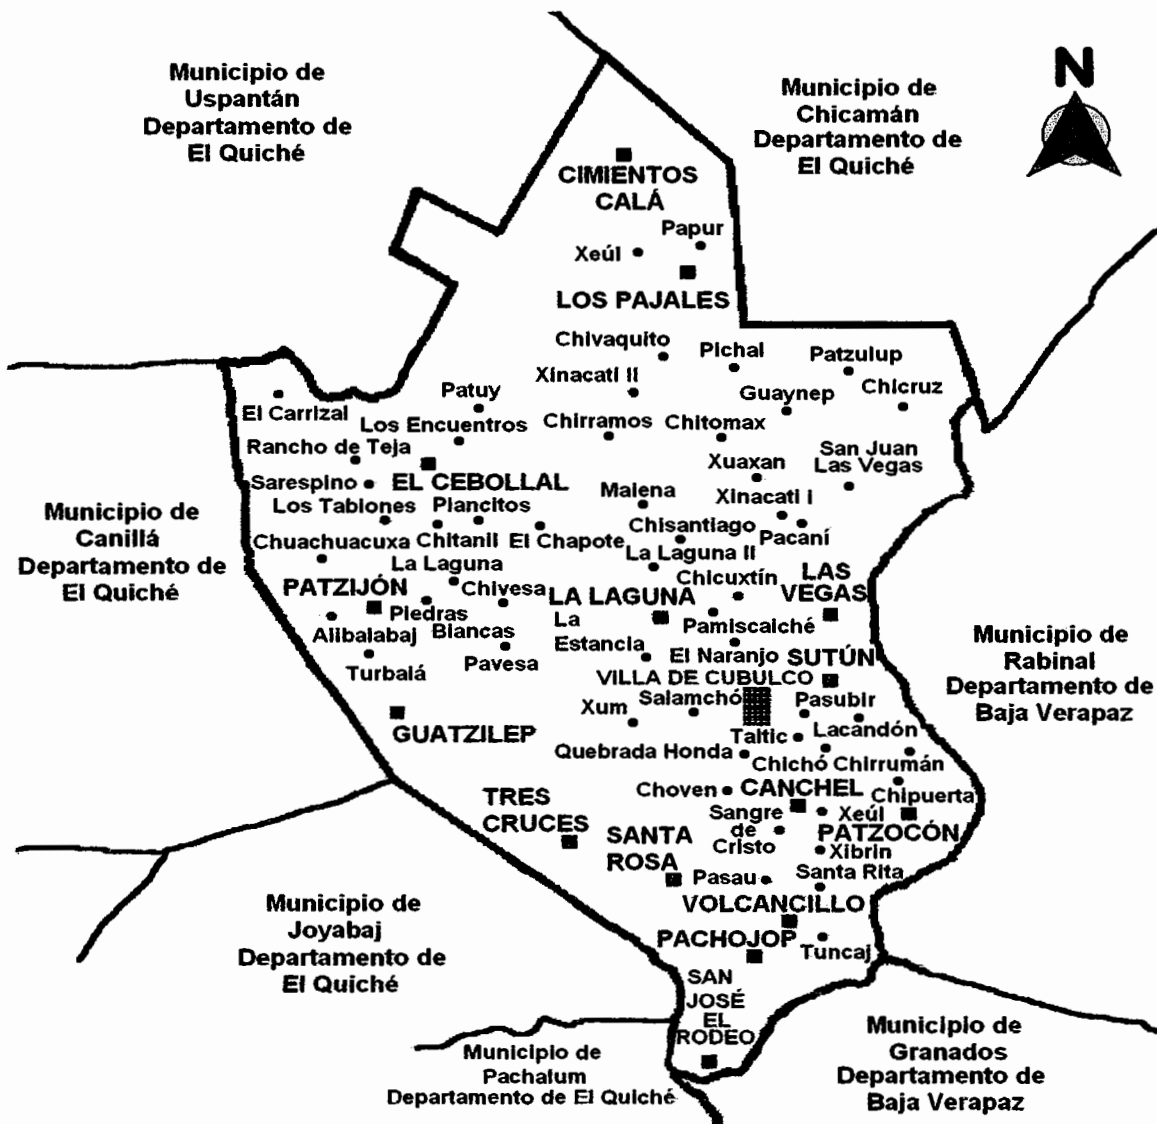 Municipio de
Uspantán
Departamento de
El Quiché
Municipio de
Chicamán
Departamento de
El Quiché
N
CIMIENTOS
CALÁ
Papur
Xeúl
LOS PAJALES
Chivaquito
Pichal
Patzulup
Xinacati II
Guaynep
Chicruz
El Carrizal
Patuy
Los Encuentros
Chirramos
Chitomax
Rancho de Teja
San Juan
Las Vegas
Xuaxan
Sarespino
EL CEBOLLAL
Malena
Xinacati I
Los Tablones
Plancitos
Chisantiago
Pacaní
Chuachuacuxa
Chitanil
El Chapote
La Laguna II
La Laguna
Chicuxtín
LAS
VEGAS
PATZIJÓN
Chivesa
LA LAGUNA
Piedras
Blancas
La
Estancia
Pamiscalché
Alibalabaj
Turbalá
Pavesa
El Naranjo
SUTÚN
VILLA DE CUBULCO
Salamchó
Pasubir
Xum
GUATZILEP
Taltic
Lacandón
Quebrada Honda
Chichó
Chirrumán
Choven
CANCHEL
Chipuerta
TRES
CRUCES
Sangre
de
Cristo
Xeúl
PATZOCÓN
SANTA
ROSA
Xibrin
Pasau
Santa Rita
VOLCANCILLO
PACHOJOP
Tuncaj
SAN
JOSÉ
EL
RODEO
Municipio de
Canillá
Departamento de
El Quiché
Municipio de
Rabinal
Departamento de
Baja Verapaz
Municipio de
Joyabaj
Departamento de
El Quiché
Municipio de
Pachalum
Departamento de El Quiché
Municipio de
Granados
Departamento de
Baja Verapaz